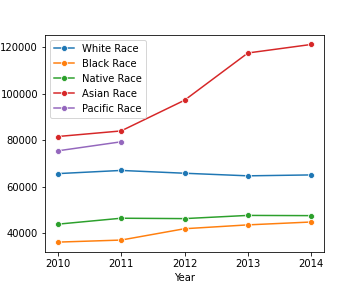 120000
100000
80000
60000
40000
White Race
Black Race
Native Race
Asian Race
Pacific Race
2010 2011 2012 2013 2014
Year